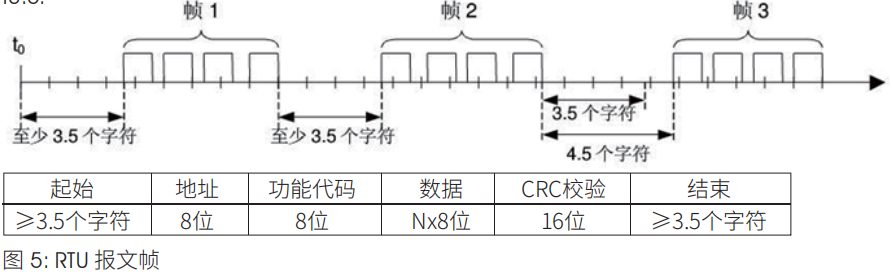 帧 1
帧 2
帧 3
t0
至少 3.5 个字符
至少 3.5 个字符
3.5 个字符
4.5 个字符
起始 地址 功能代码 数据 CRC校验 结束
≥3.5个字符 8位 8位 Nx8位 16位 ≥3.5个字符
图 5: RTU 报文帧